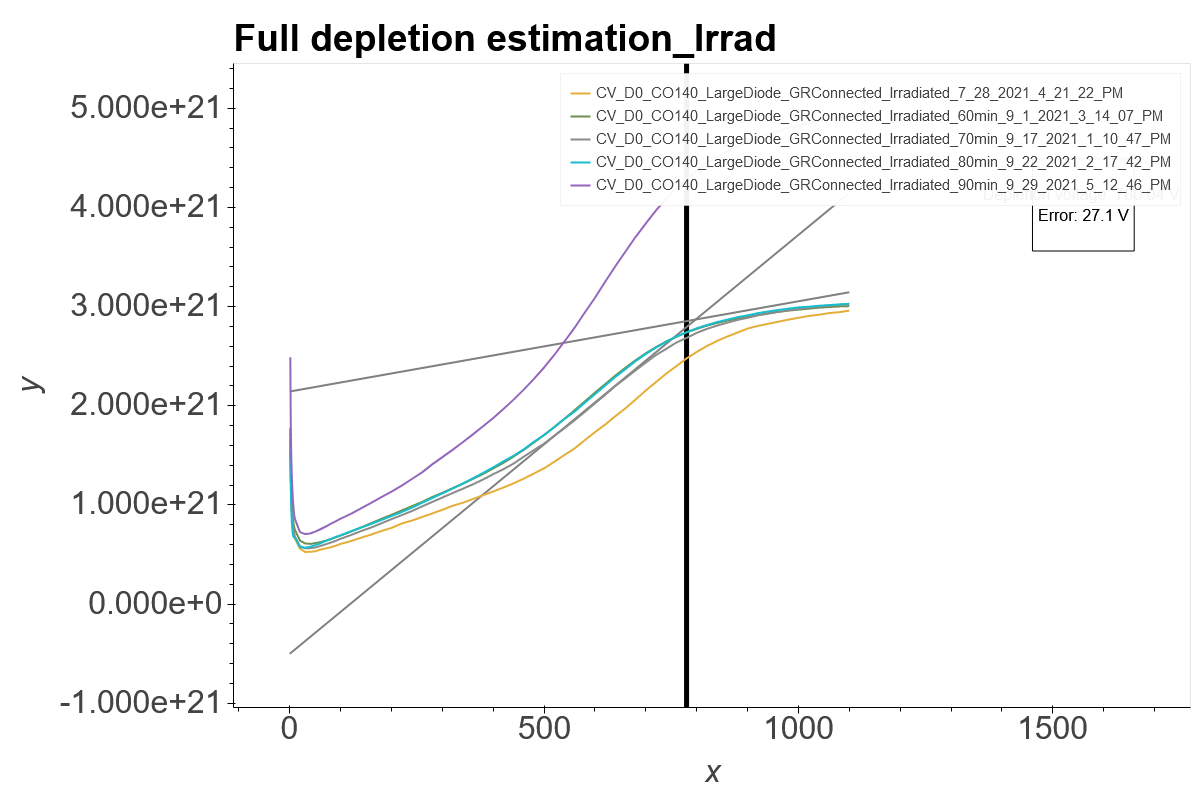 Full depletion estimation_Irrad
CV_D0_CO140_LargeDiode_GRConnected_Irradiated_7_28_2021_4_21_22_PM
CV_D0_CO140_LargeDiode_GRConnected_Irradiated_60min_9_1_2021_3_14_07_PM
CV_D0_CO140_LargeDiode_GRConnected_Irradiated_70min_9_17_2021_1_10_47_PM
CV_D0_CO140_LargeDiode_GRConnected_Irradiated_80min_9_22_2021_2_17_42_PM
CV_D0_CO140_LargeDiode_GRConnected_Irradiated_90min_9_29_2021_5_12_46_PM
Error: 27.1 V
5.000e+21
4.000e+21
3.000e+21
2.000e+21
1.000e+21
0.000e+0
-1.000e+21
y
0
500
1000
1500
x